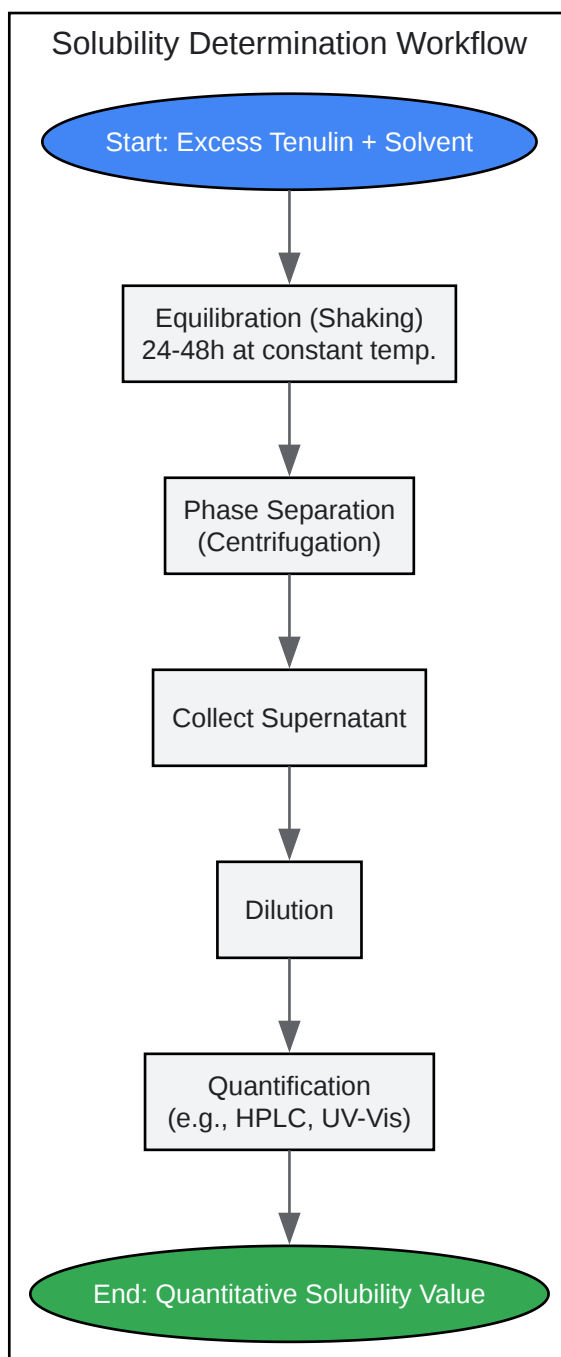 Solubility Determination Workflow
Start: Excess Tenulin + Solvent
Equilibration (Shaking)
24-48h at constant temp.
Phase Separation
(Centrifugation)
Collect Supernatant
Dilution
Quantification
(e.g., HPLC, UV-Vis)
End: Quantitative Solubility Value